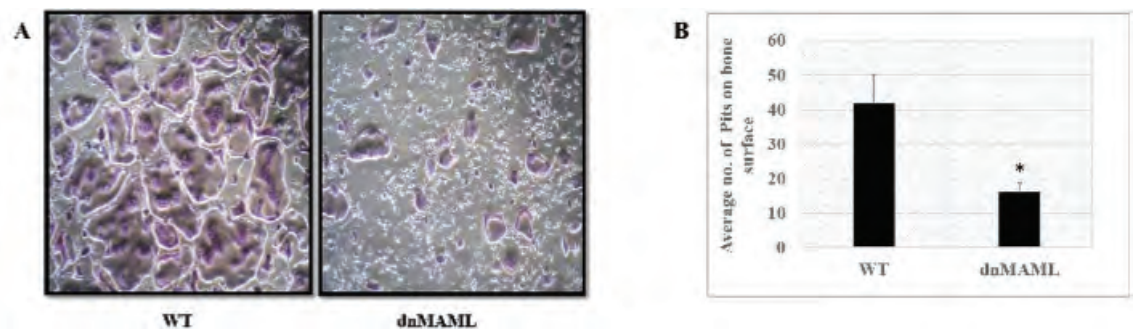 A
WT
dnMAML
B
Average no. of Pits on bone
surface
60
50
40
30
20
10
0
*
WT
dnMAML